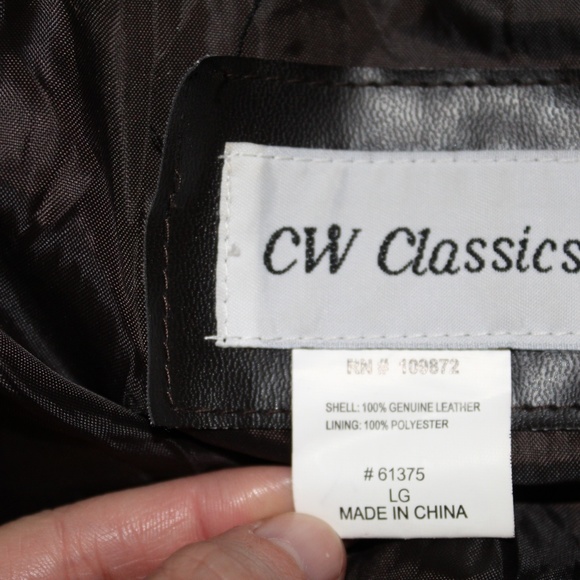 CW Classics
RN # 109872
SHELL: 100% GENUINE LEATHER
LINING: 100% POLYESTER
# 61375
LG
MADE IN CHINA